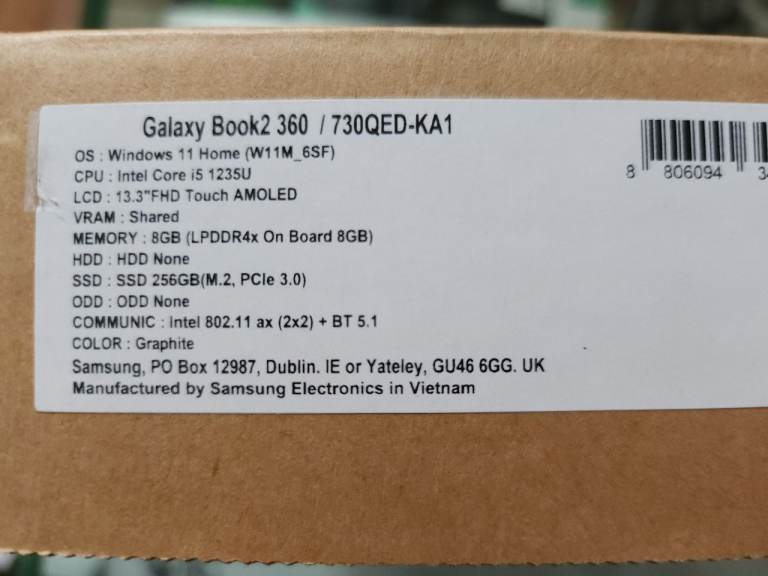 Galaxy Book2 360 / 730QED-KA1
OS : Windows 11 Home (W11M_6SF)
CPU : Intel Core i5 1235U
LCD : 13.3"FHD Touch AMOLED
VRAM : Shared
MEMORY : 8GB (LPDDR4x On Board 8GB)
HDD : HDD None
SSD : SSD 256GB(M.2, PCIe 3.0)
ODD : ODD None
COMMUNIC : Intel 802.11 ax (2x2) + BT 5.1
COLOR : Graphite
Samsung, PO Box 12987, Dublin. IE or Yateley, GU46 6GG. UK
Manufactured by Samsung Electronics in Vietnam
8 806094 3